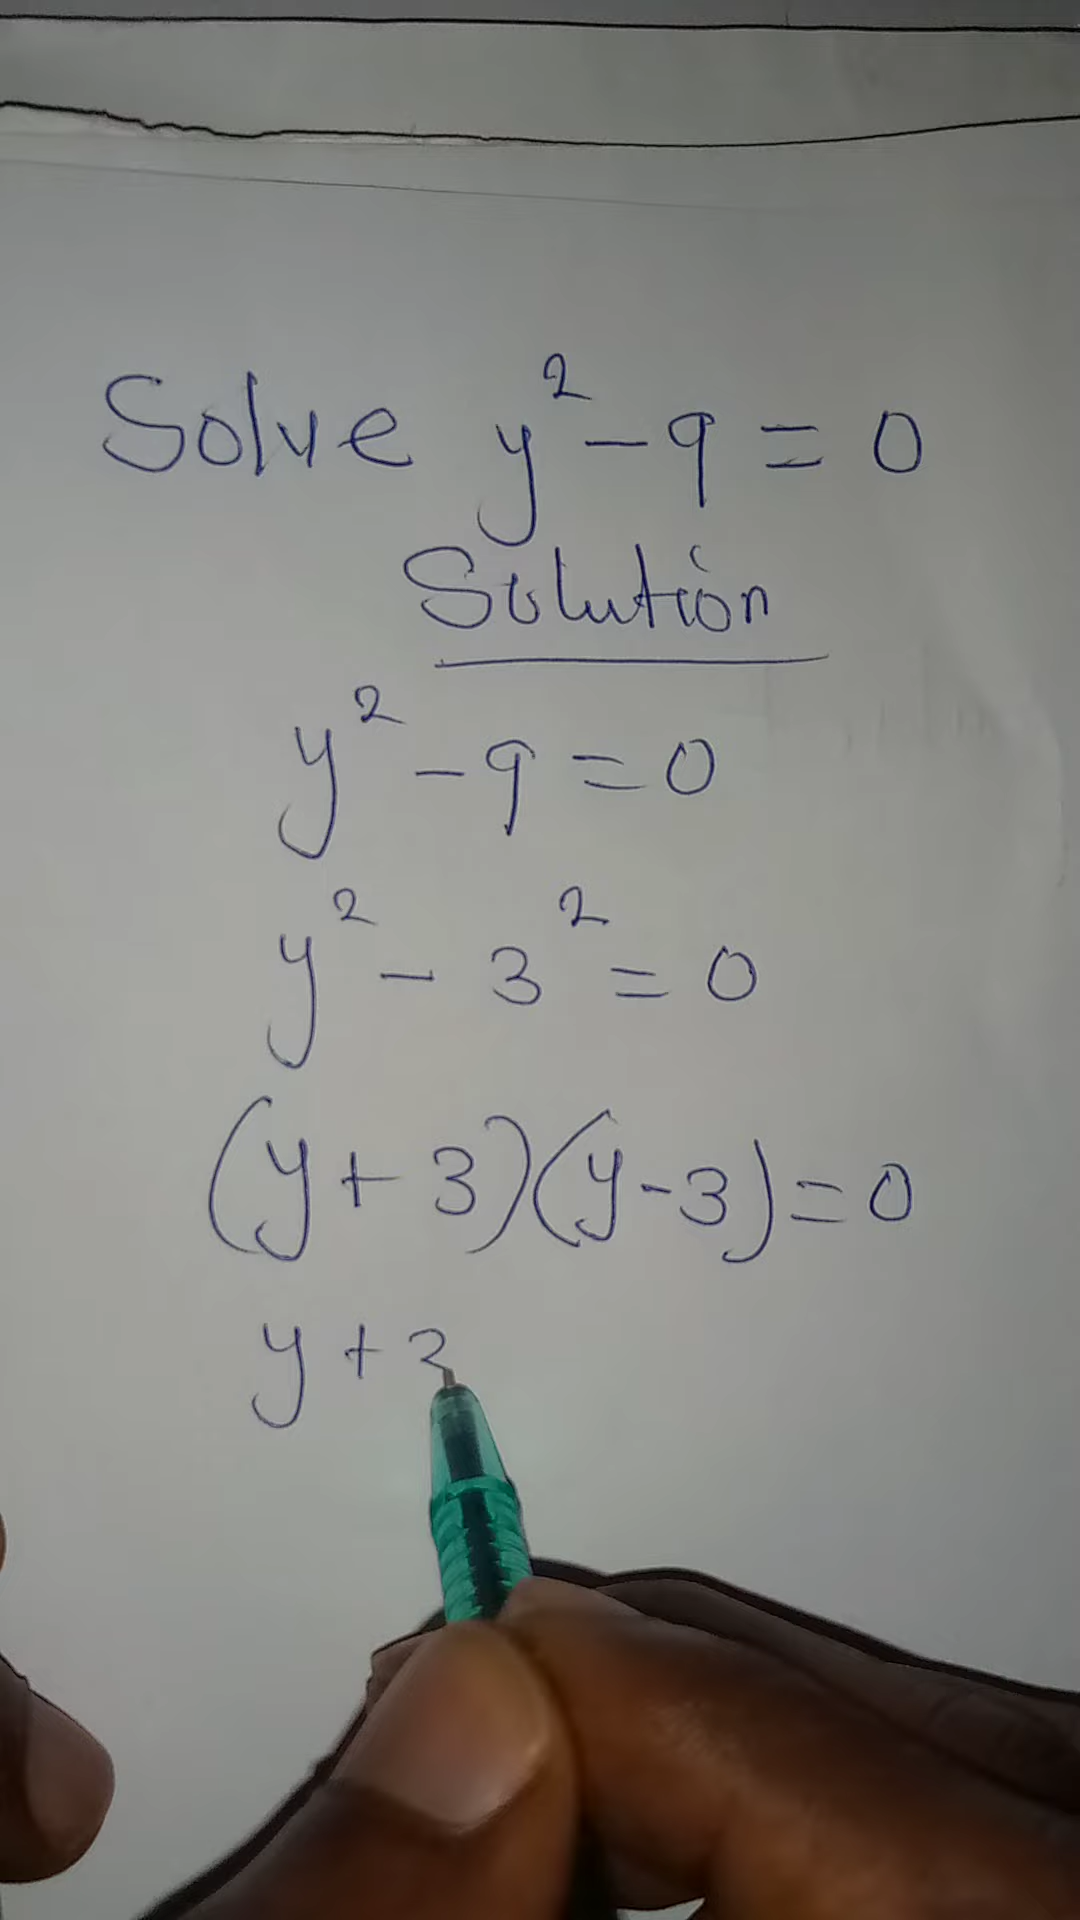 Solve y² - 9 = 0
Solution
y² - 9 = 0
y² - 3² = 0
(y + 3)(y - 3) = 0
y + 3